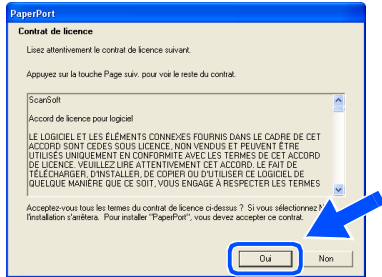 PaperPort
Contrat de licence
Lisez attentivement le contrat de licence suivant.
Appuyez sur la touche Page suiv. pour voir le reste du contrat.
ScanSoft
Accord de licence pour logiciel
LE LOGICIEL ET LES ÉLÉMENTS CONNEXES FOURNIS DANS LE CADRE DE CET
ACCORD SONT CEDES SOUS LICENCE, NON VENDUS ET PEUVENT ÊTRE
UTILISÉS UNIQUEMENT EN CONFORMITE AVEC LES TERMES DE CET ACCORD
DE LICENCE. VEUILLEZ LIRE ATTENTIVEMENT CET ACCORD. LE FAIT DE
TÉLÉCHARGER, D'INSTALLER, DE COPIER OU D'UTILISER CE LOGICIEL DE
QUELQUE MANIÈRE QUE CE SOIT, VOUS ENGAGE À RESPECTER LES TERMES
Acceptez-vous tous les termes du contrat de licence ci-dessus ? Si vous sélectionnez
l'installation s'arrêtera. Pour installer "PaperPort", vous devez accepter ce contrat.
Oui
Non